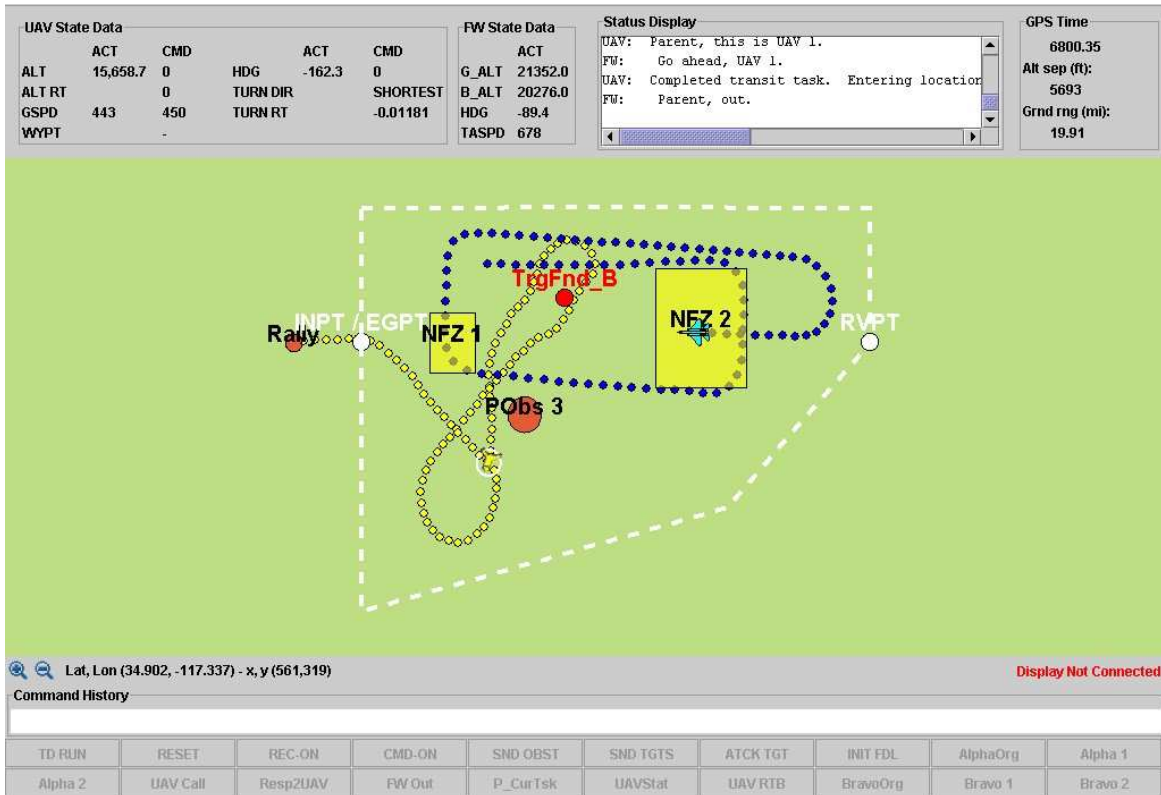 UAV State Data
ACT CMD ACT CMD
ALT 15,658.7 0 HDG -162.3 0
ALT RT 0 TURN DIR SHORTEST
GSPD 443 450 TURN RT -0.01181
WYPT -
FW State Data
ACT
G_ALT 21352.0
B_ALT 20276.0
HDG -89.4
TASPD 678
Status Display
UAV: Parent, this is UAV 1.
FW: Go ahead, UAV 1.
UAV: Completed transit task. Entering location
FW: Parent, out.
GPS Time
6800.35
Alt sep (ft):
5693
Grnd rng (mi):
19.91
TrgFnd_B
INPT / EGPT
Rally
NFZ 1
NFZ 2
RVPT
PObs 3
Lat, Lon (34.902, -117.337) - x, y (561,319)
Display Not Connected
Command History
TD RUN RESET REC-ON CMD-ON SND OBST SND TGTS ATCK TGT INIT FDL AlphaOrg Alpha 1
Alpha 2 UAV Call Resp2UAV FW Out P_CurTsk UAVStat UAV RTB BravoOrg Bravo 1 Bravo 2